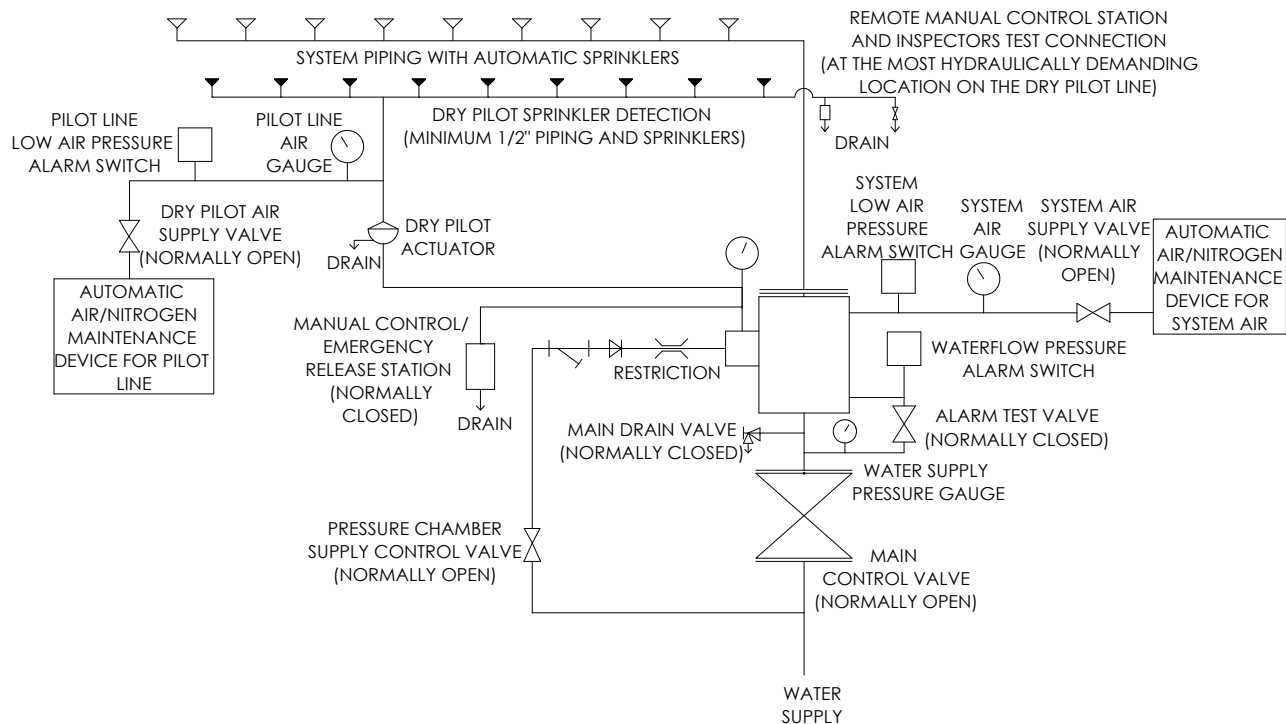 REMOTE MANUAL CONTROL STATION
AND INSPECTORS TEST CONNECTION
(AT THE MOST HYDRAULICALLY DEMANDING
LOCATION ON THE DRY PILOT LINE)
SYSTEM PIPING WITH AUTOMATIC SPRINKLERS
DRY PILOT SPRINKLER DETECTION
(MINIMUM 1/2" PIPING AND SPRINKLERS)
DRAIN
PILOT LINE
LOW AIR PRESSURE
ALARM SWITCH
PILOT LINE
AIR
GAUGE
DRY PILOT AIR
SUPPLY VALVE
(NORMALLY OPEN)
DRY PILOT
ACTUATOR
DRAIN
AUTOMATIC
AIR/NITROGEN
MAINTENANCE
DEVICE FOR PILOT
LINE
SYSTEM
LOW AIR
PRESSURE
ALARM SWITCH
SYSTEM
AIR
GAUGE
SYSTEM AIR
SUPPLY VALVE
(NORMALLY
OPEN)
AUTOMATIC
AIR/NITROGEN
MAINTENANCE
DEVICE FOR
SYSTEM AIR
MANUAL CONTROL/
EMERGENCY
RELEASE STATION
(NORMALLY
CLOSED)
DRAIN
RESTRICTION
WATERFLOW PRESSURE
ALARM SWITCH
MAIN DRAIN VALVE
(NORMALLY CLOSED)
ALARM TEST VALVE
(NORMALLY CLOSED)
WATER SUPPLY
PRESSURE GAUGE
PRESSURE CHAMBER
SUPPLY CONTROL VALVE
(NORMALLY OPEN)
MAIN
CONTROL VALVE
(NORMALLY OPEN)
WATER
SUPPLY